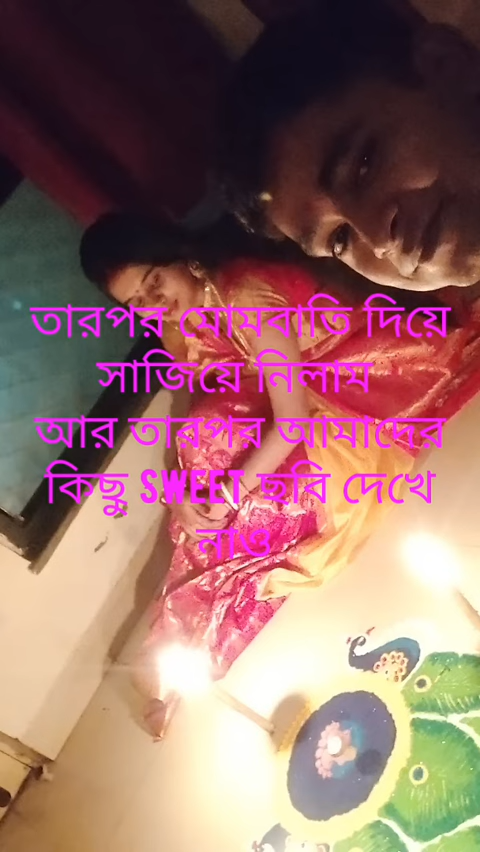 তারপর মোমবাতি দিয়ে
সাজিয়ে নিলাম
আর তারপর আমাদের
কিছু SWEET ছবি দেখে
নাও